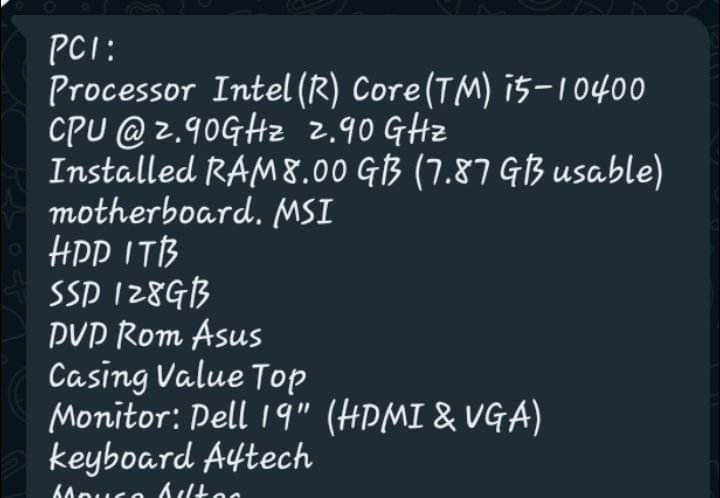 PC1:
Processor Intel(R) Core(TM) i5-10400
CPU @ 2.90GHz 2.90 GHz
Installed RAM 8.00 GB (7.87 GB usable)
motherboard. MSI
HDD 1TB
SSD 128GB
DVD Rom Asus
Casing Value Top
Monitor: Dell 19" (HDMI & VGA)
keyboard A4tech
Mouse